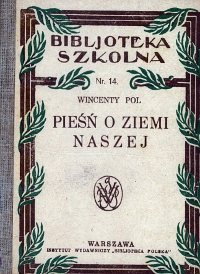 BIBLJOTEKA
SZKOLNA
Nr. 14.
WINCENTY POL
PIEŚŃ O ZIEMI
NASZEJ
WARSZAWA
INSTYTUT WYDAWNICZY „BIBLJOTEKA POLSKA”